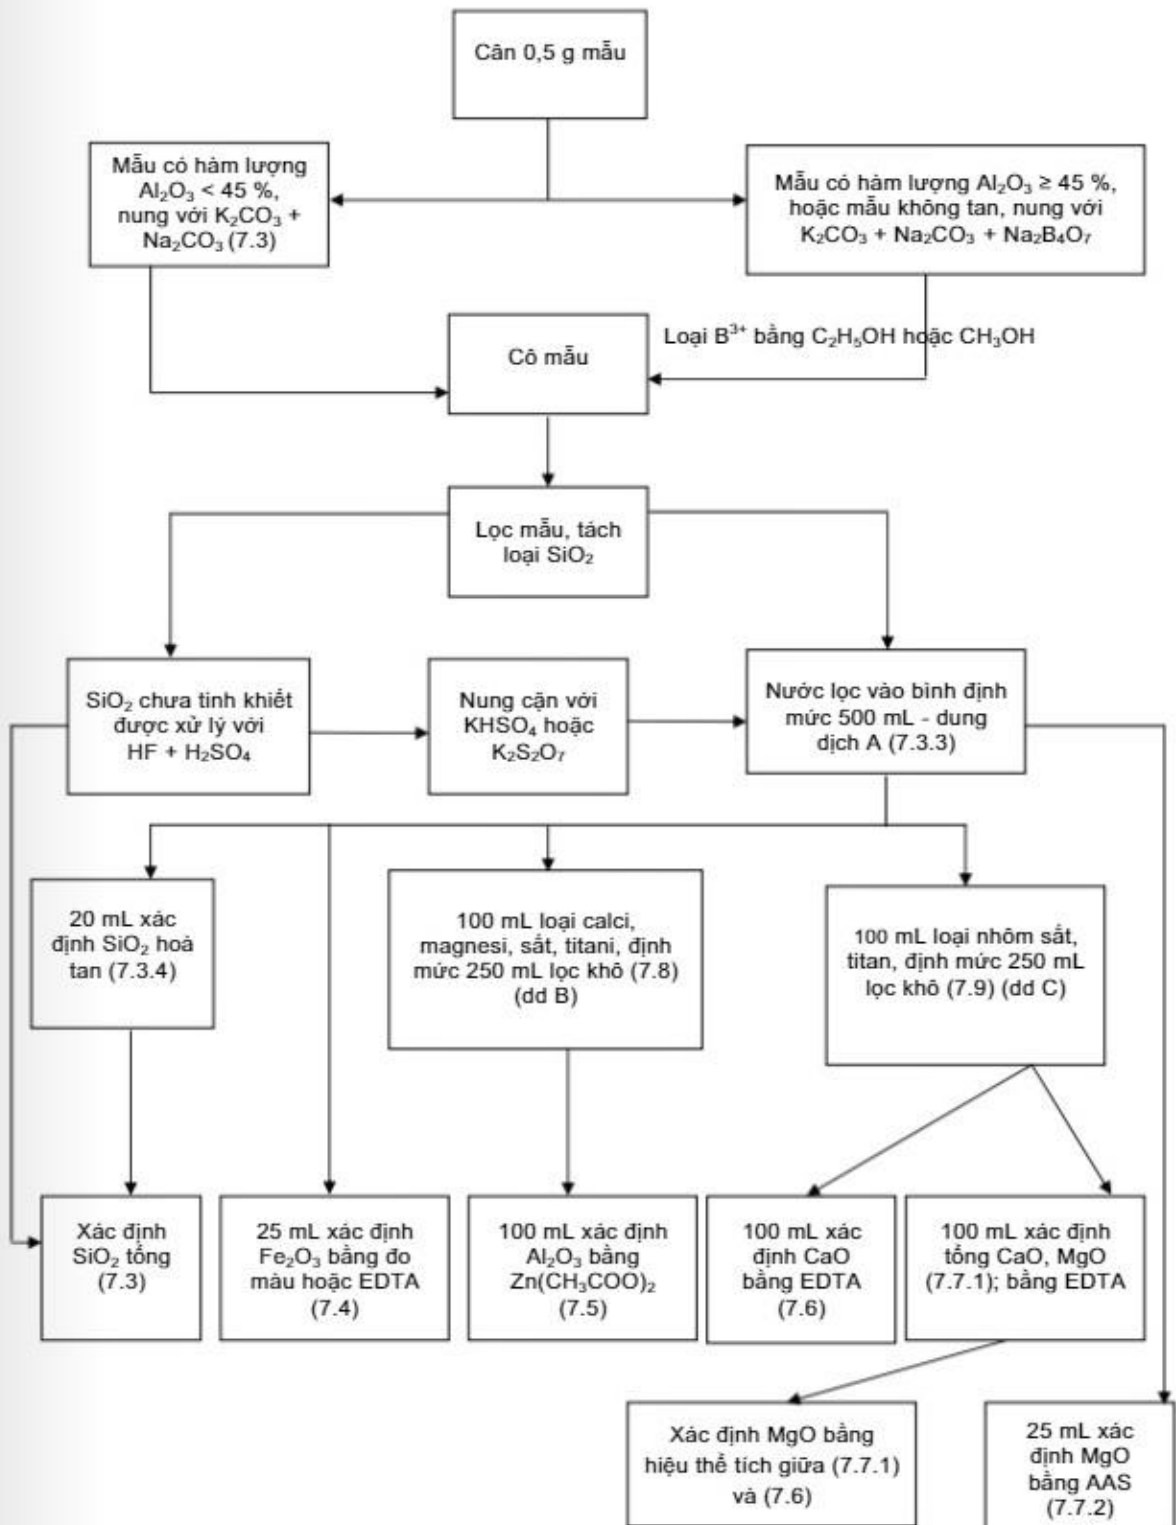 Cân 0,5 g mẫu
Mẫu có hàm lượng
Al₂O₃ < 45 %,
nung với K₂CO₃ +
Na₂CO₃ (7.3)
Mẫu có hàm lượng Al₂O₃ ≥ 45 %,
hoặc mẫu không tan, nung với
K₂CO₃ + Na₂CO₃ + Na₂B₄O₇
Loại B³⁺ bằng C₂H₅OH hoặc CH₃OH
Cô mẫu
Lọc mẫu, tách
loại SiO₂
SiO₂ chưa tinh khiết
được xử lý với
HF + H₂SO₄
Nung cặn với
KHSO₄ hoặc
K₂S₂O₇
Nước lọc vào bình định
mức 500 mL - dung
dịch A (7.3.3)
20 mL xác
định SiO₂ hoà
tan (7.3.4)
100 mL loại calci,
magnesi, sắt, titani, định
mức 250 mL lọc khô (7.8)
(dd B)
100 mL loại nhôm sắt,
titan, định mức 250 mL
lọc khô (7.9) (dd C)
Xác định
SiO₂ tổng
(7.3)
25 mL xác định
Fe₂O₃ bằng đo
màu hoặc EDTA
(7.4)
100 mL xác định
Al₂O₃ bằng
Zn(CH₃COO)₂
(7.5)
100 mL xác
định CaO
bằng EDTA
(7.6)
100 mL xác định
tổng CaO, MgO
(7.7.1); bằng EDTA
Xác định MgO bằng
hiệu thể tích giữa (7.7.1)
và (7.6)
25 mL xác
định MgO
bằng AAS
(7.7.2)